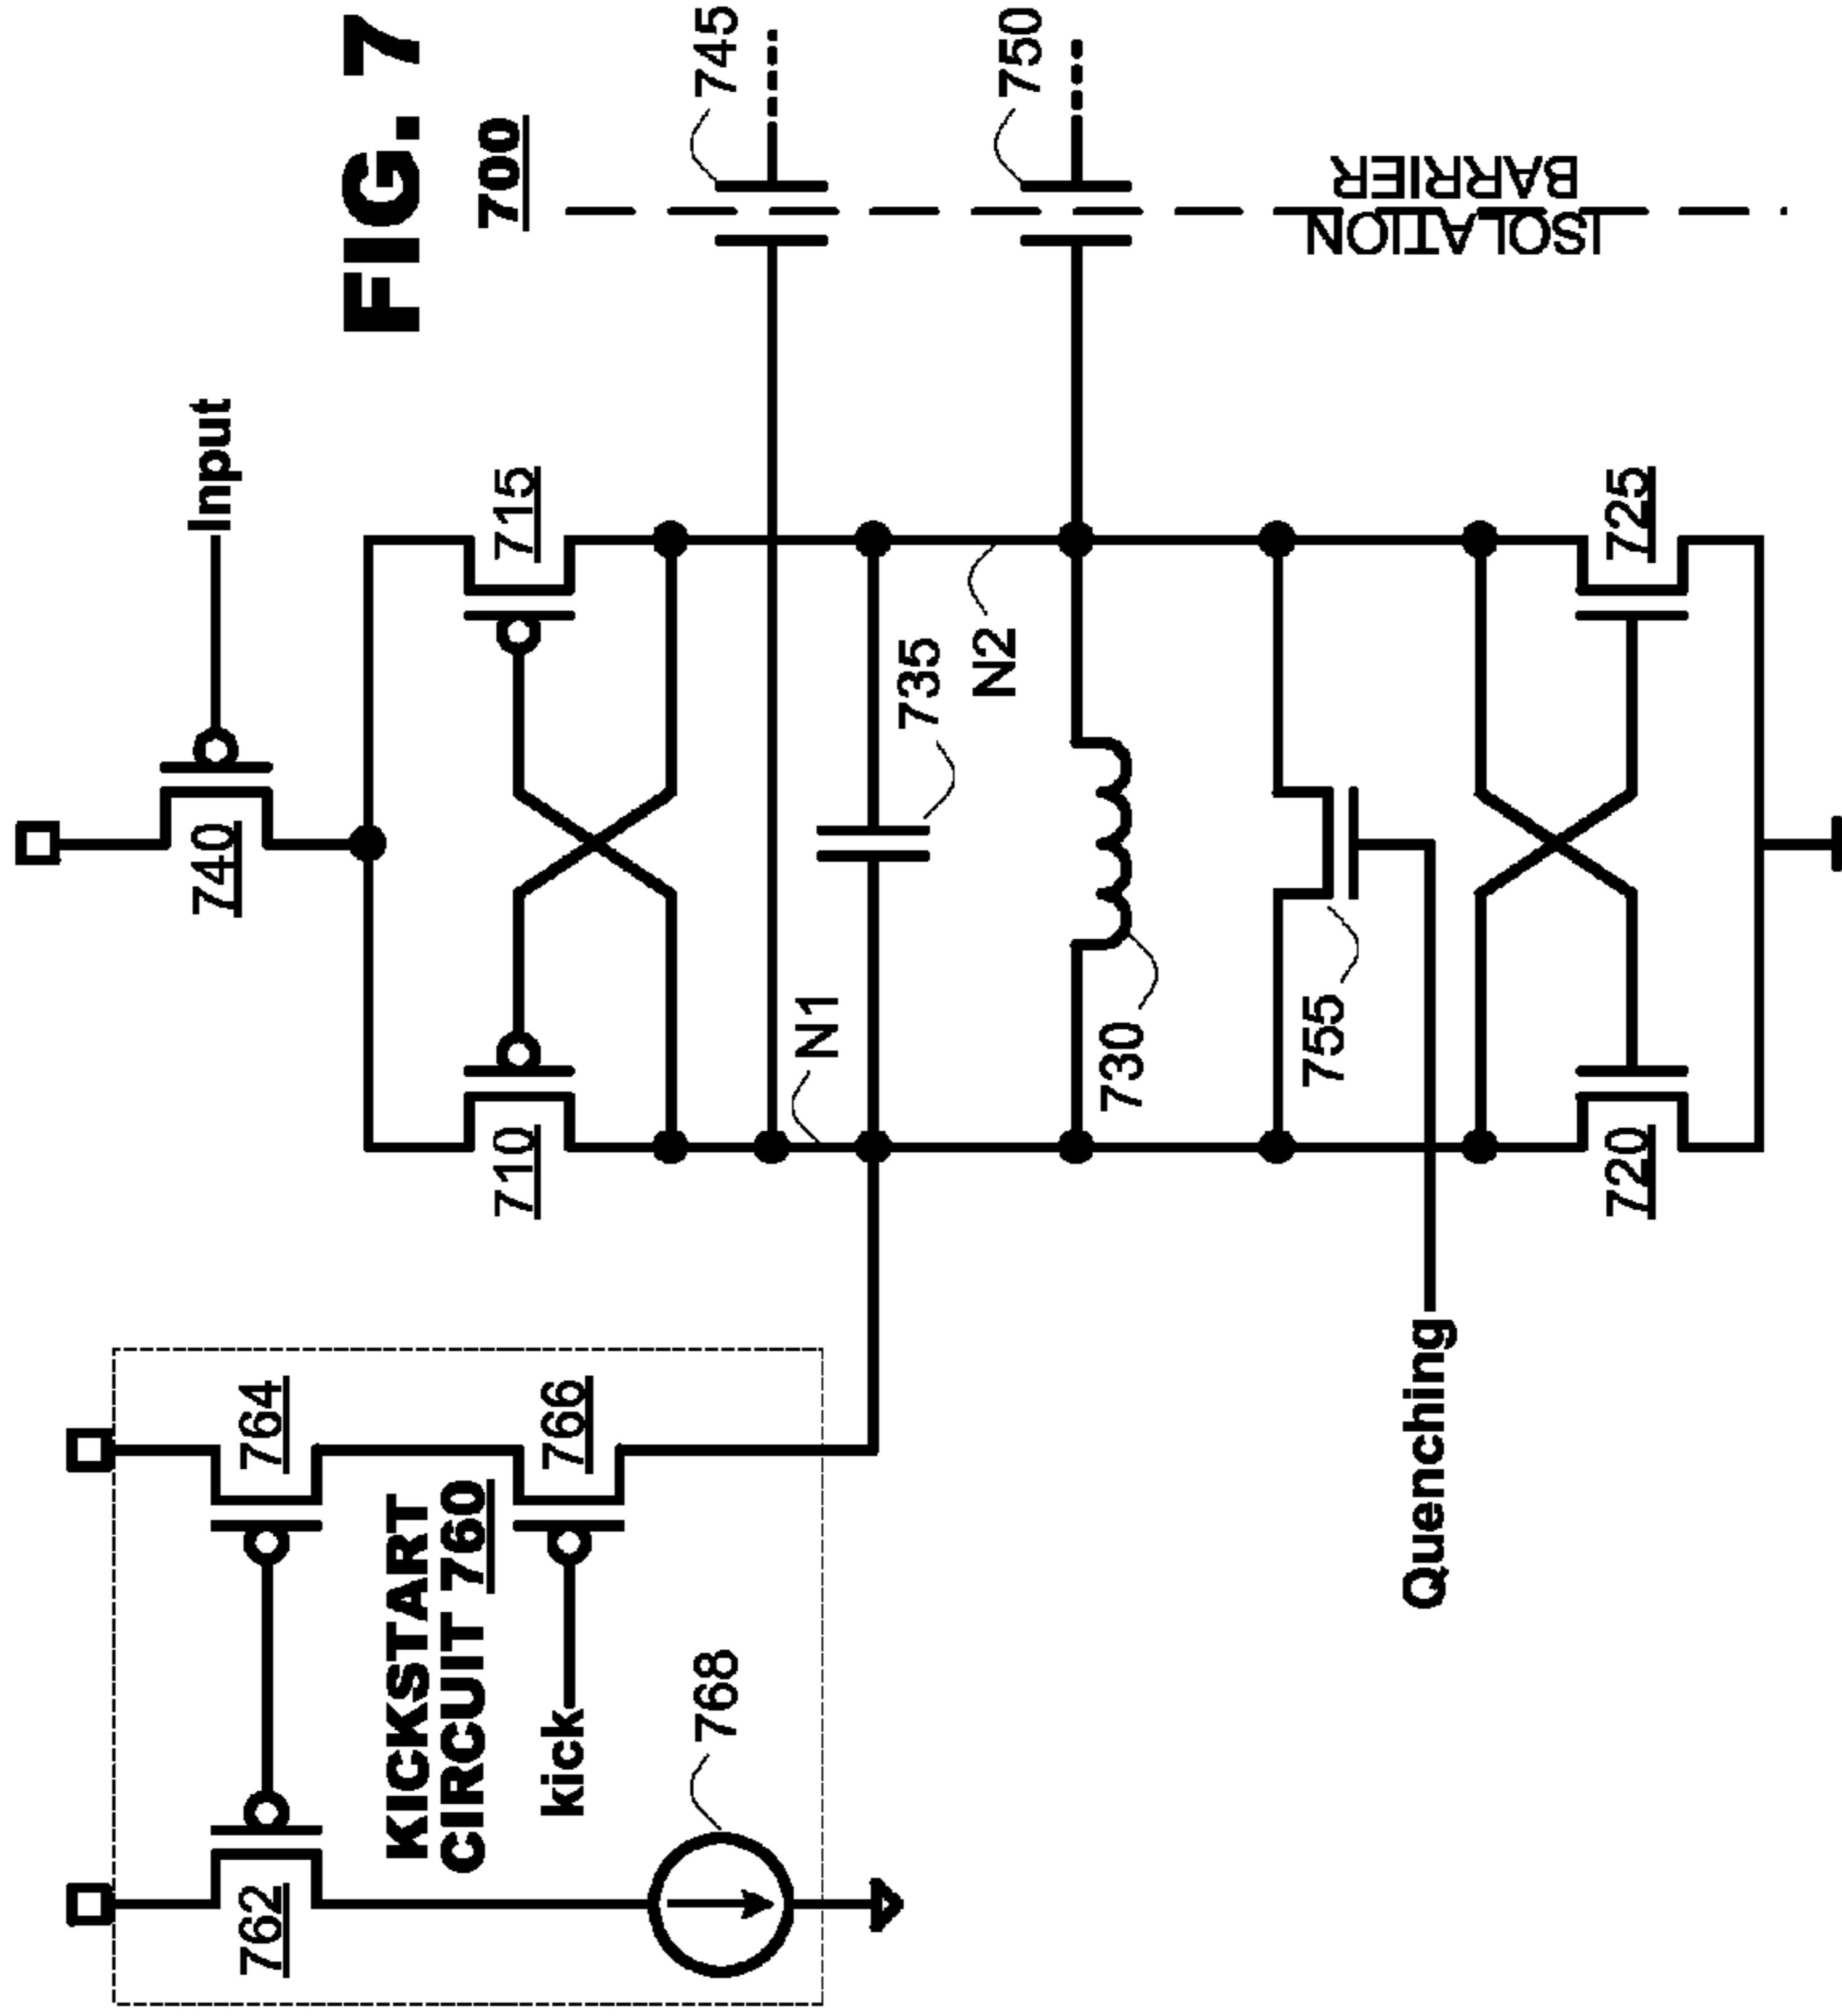 FIG. 7
700
Input
740
715
710
745
750
N1
N2
735
730
755
725
720
ISOLATION
BARRIER
764
766
KICKSTART
CIRCUIT 760
kick
762
768
Quenching